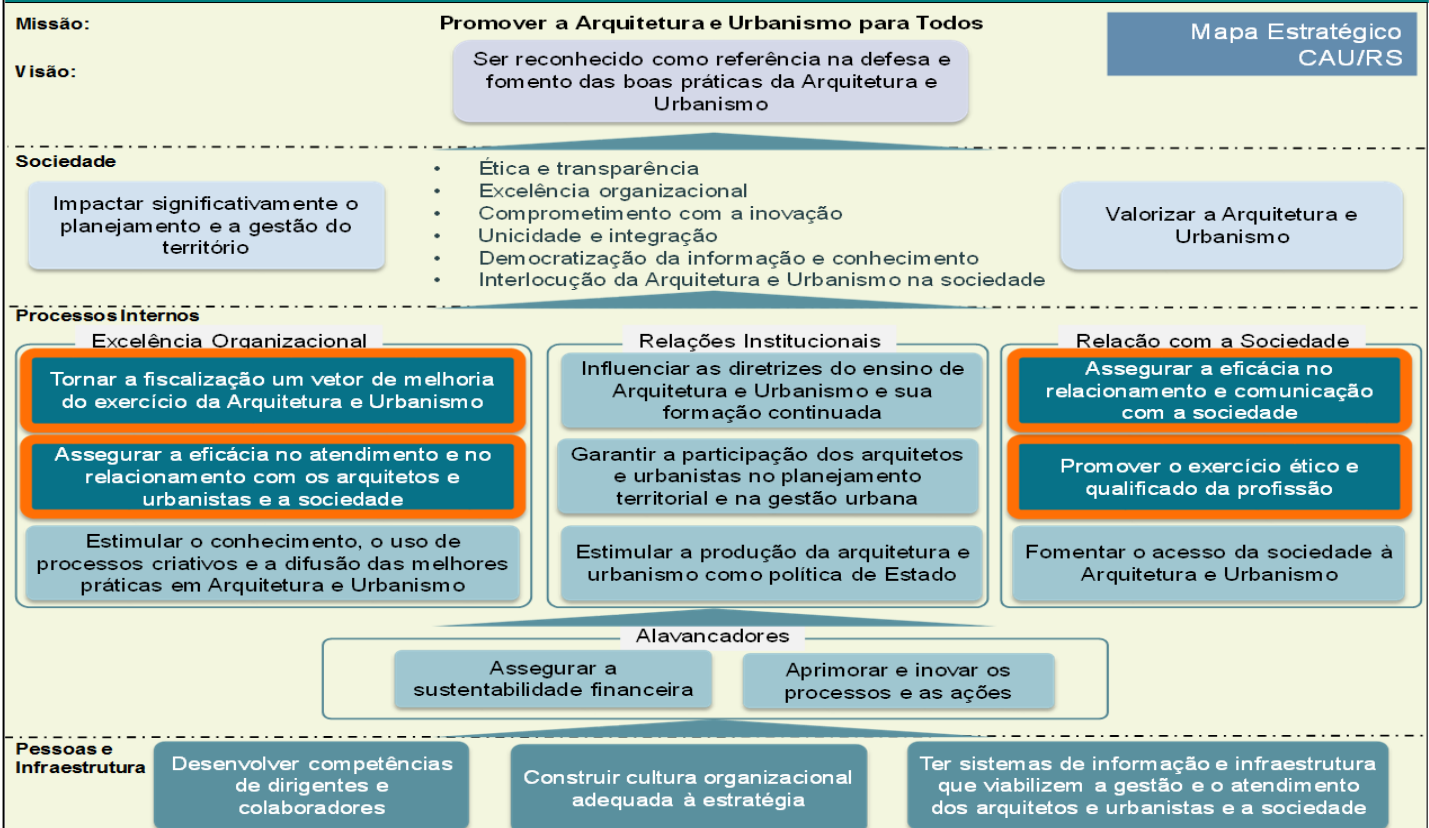 Missão:
Promover a Arquitetura e Urbanismo para Todos
Mapa Estratégico
CAU/RS
Visão:
Ser reconhecido como referência na defesa e
fomento das boas práticas da Arquitetura e
Urbanismo
Sociedade
Impactar significativamente o
planejamento e a gestão do
território
• Ética e transparência
• Excelência organizacional
• Comprometimento com a inovação
• Unicidade e integração
• Democratização da informação e conhecimento
• Interlocução da Arquitetura e Urbanismo na sociedade
Valorizar a Arquitetura e
Urbanismo
Processos Internos
Excelência Organizacional
Tornar a fiscalização um vetor de melhoria
do exercício da Arquitetura e Urbanismo
Assegurar a eficácia no atendimento e no
relacionamento com os arquitetos e
urbanistas e a sociedade
Estimular o conhecimento, o uso de
processos criativos e a difusão das melhores
práticas em Arquitetura e Urbanismo
Relações Institucionais
Influenciar as diretrizes do ensino de
Arquitetura e Urbanismo e sua
formação continuada
Garantir a participação dos arquitetos
e urbanistas no planejamento
territorial e na gestão urbana
Estimular a produção da arquitetura e
urbanismo como política de Estado
Relação com a Sociedade
Assegurar a eficácia no
relacionamento e comunicação
com a sociedade
Promover o exercício ético e
qualificado da profissão
Fomentar o acesso da sociedade à
Arquitetura e Urbanismo
Alavancadores
Assegurar a
sustentabilidade financeira
Aprimorar e inovar os
processos e as ações
Pessoas e
Infraestrutura
Desenvolver competências
de dirigentes e
colaboradores
Construir cultura organizacional
adequada à estratégia
Ter sistemas de informação e infraestrutura
que viabilizem a gestão e o atendimento
dos arquitetos e urbanistas e a sociedade